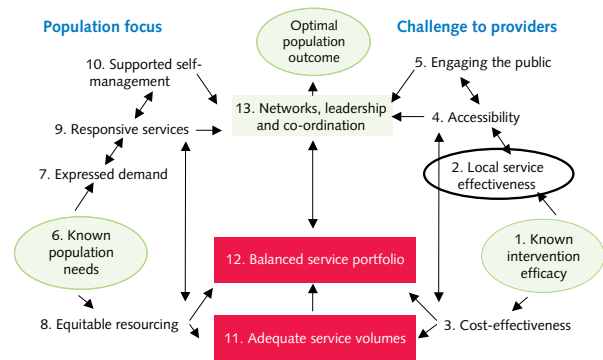 Population focus
Optimal
population
outcome
Challenge to providers
10. Supported self-
management
5. Engaging the public
13. Networks, leadership
and co-ordination
9. Responsive services
4. Accessibility
7. Expressed demand
2. Local service
effectiveness
6. Known
population
needs
12. Balanced service portfolio
1. Known
intervention
efficacy
8. Equitable resourcing
11. Adequate service volumes
3. Cost-effectiveness